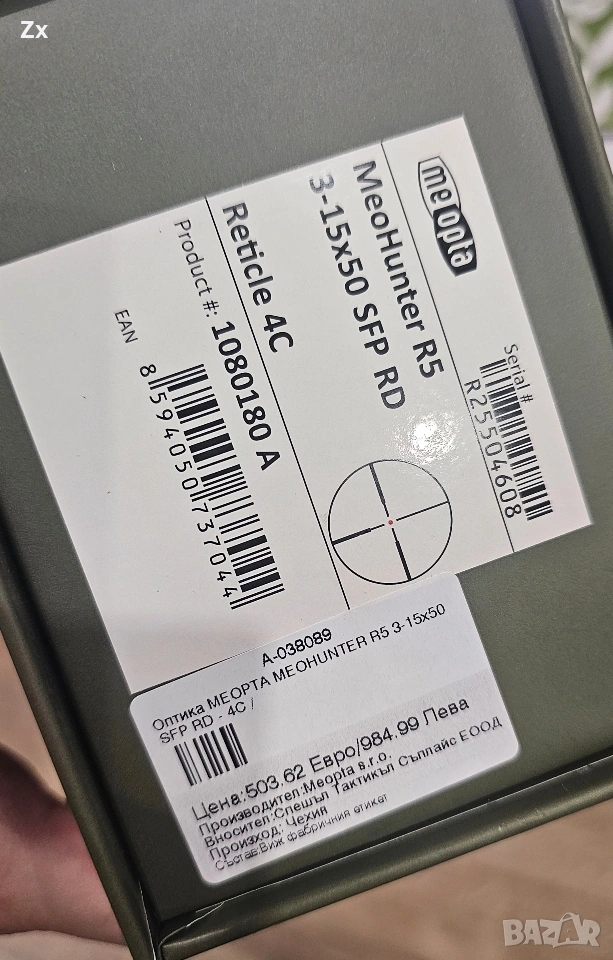 Zx
meopta
MeoHunter R5
3-15x50 SFP RD
Serial #
R25504608
Reticle 4C
Product #: 1080180 A
EAN
8 594050 737044
A-038089
Оптика МЕОРТА MEOHUNTER R5 3-15x50
SFP RD - 4C /
Цена:503.62 Евро/984.99 Лева
Производител:Meopta s.r.o.
Вносител:Спешъл Тактикъл Съплайс ЕООД
Произход: Чехия
Състав:Виж фабричния етикет
BAZAR